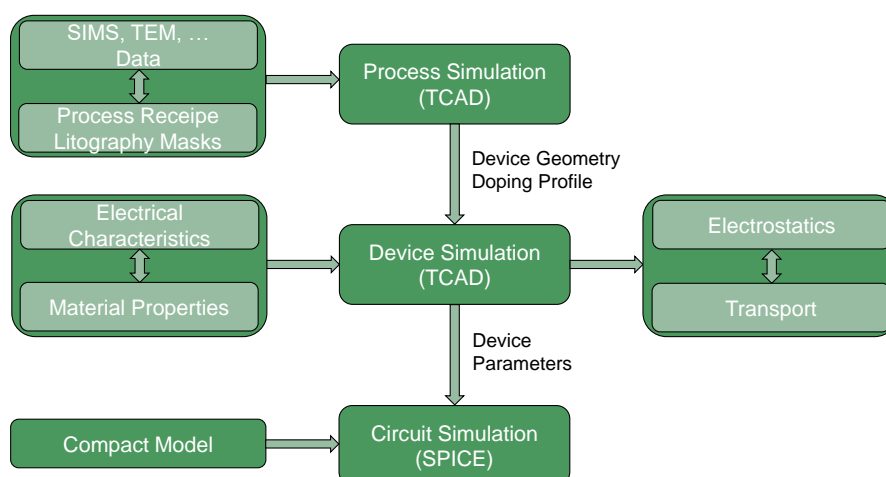 SIMS, TEM, …
Data
Process Receipe
Litography Masks
Process Simulation
(TCAD)
Device Geometry
Doping Profile
Electrical
Characteristics
Material Properties
Device Simulation
(TCAD)
Electrostatics
Transport
Device
Parameters
Compact Model
Circuit Simulation
(SPICE)